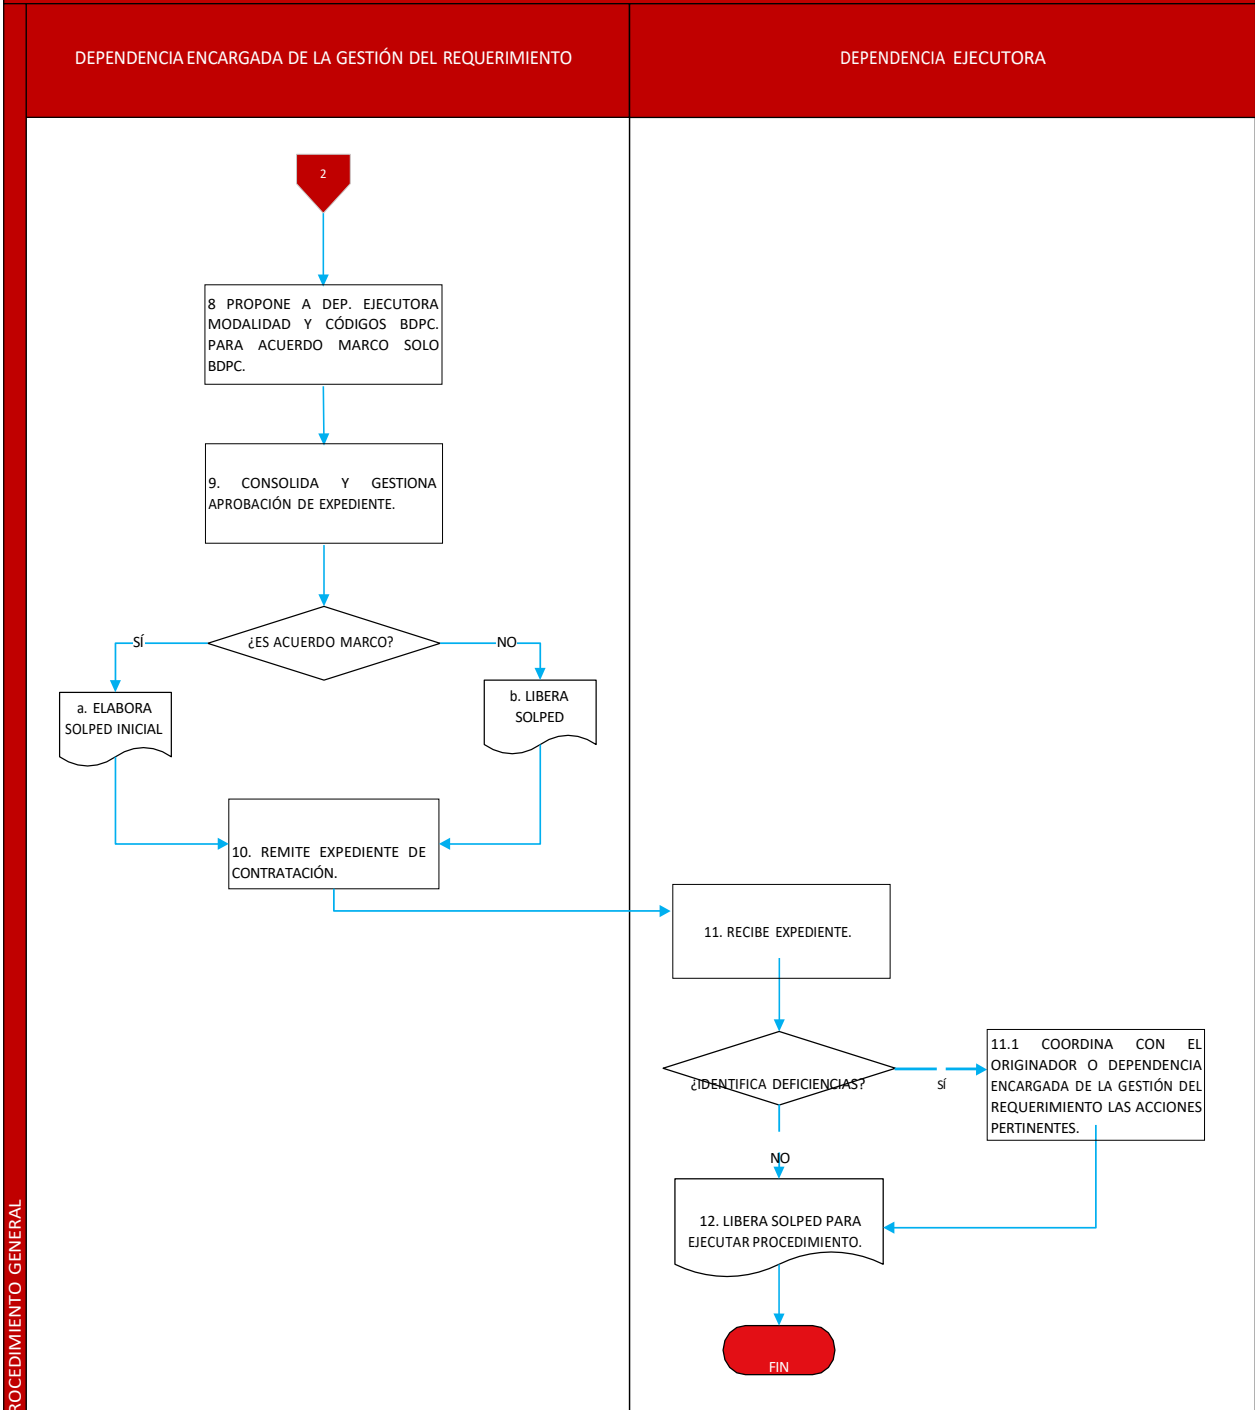 DEPENDENCIA ENCARGADA DE LA GESTIÓN DEL REQUERIMIENTO
DEPENDENCIA EJECUTORA
2
8 PROPONE A DEP. EJECUTORA
MODALIDAD Y CÓDIGOS BDPC.
PARA ACUERDO MARCO SOLO
BDPC.
9. CONSOLIDA Y GESTIONA
APROBACIÓN DE EXPEDIENTE.
¿ES ACUERDO MARCO?
SÍ
NO
a. ELABORA
SOLPED INICIAL
b. LIBERA
SOLPED
10. REMITE EXPEDIENTE DE
CONTRATACIÓN.
11. RECIBE EXPEDIENTE.
¿IDENTIFICA DEFICIENCIAS?
SÍ
11.1 COORDINA CON EL
ORIGINADOR O DEPENDENCIA
ENCARGADA DE LA GESTIÓN DEL
REQUERIMIENTO LAS ACCIONES
PERTINENTES.
NO
12. LIBERA SOLPED PARA
EJECUTAR PROCEDIMIENTO.
FIN
ROCEDIMIENTO GENERAL